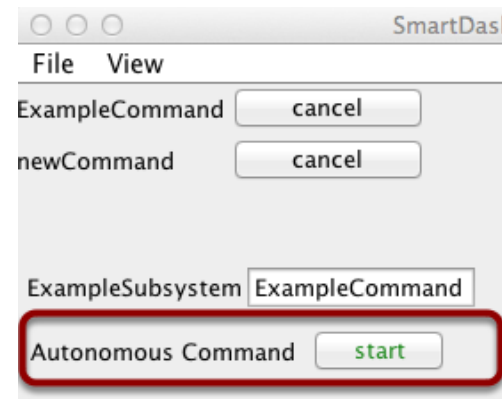 SmartDas
File View
ExampleCommand cancel
newCommand cancel
ExampleSubsystem ExampleCommand
Autonomous Command start